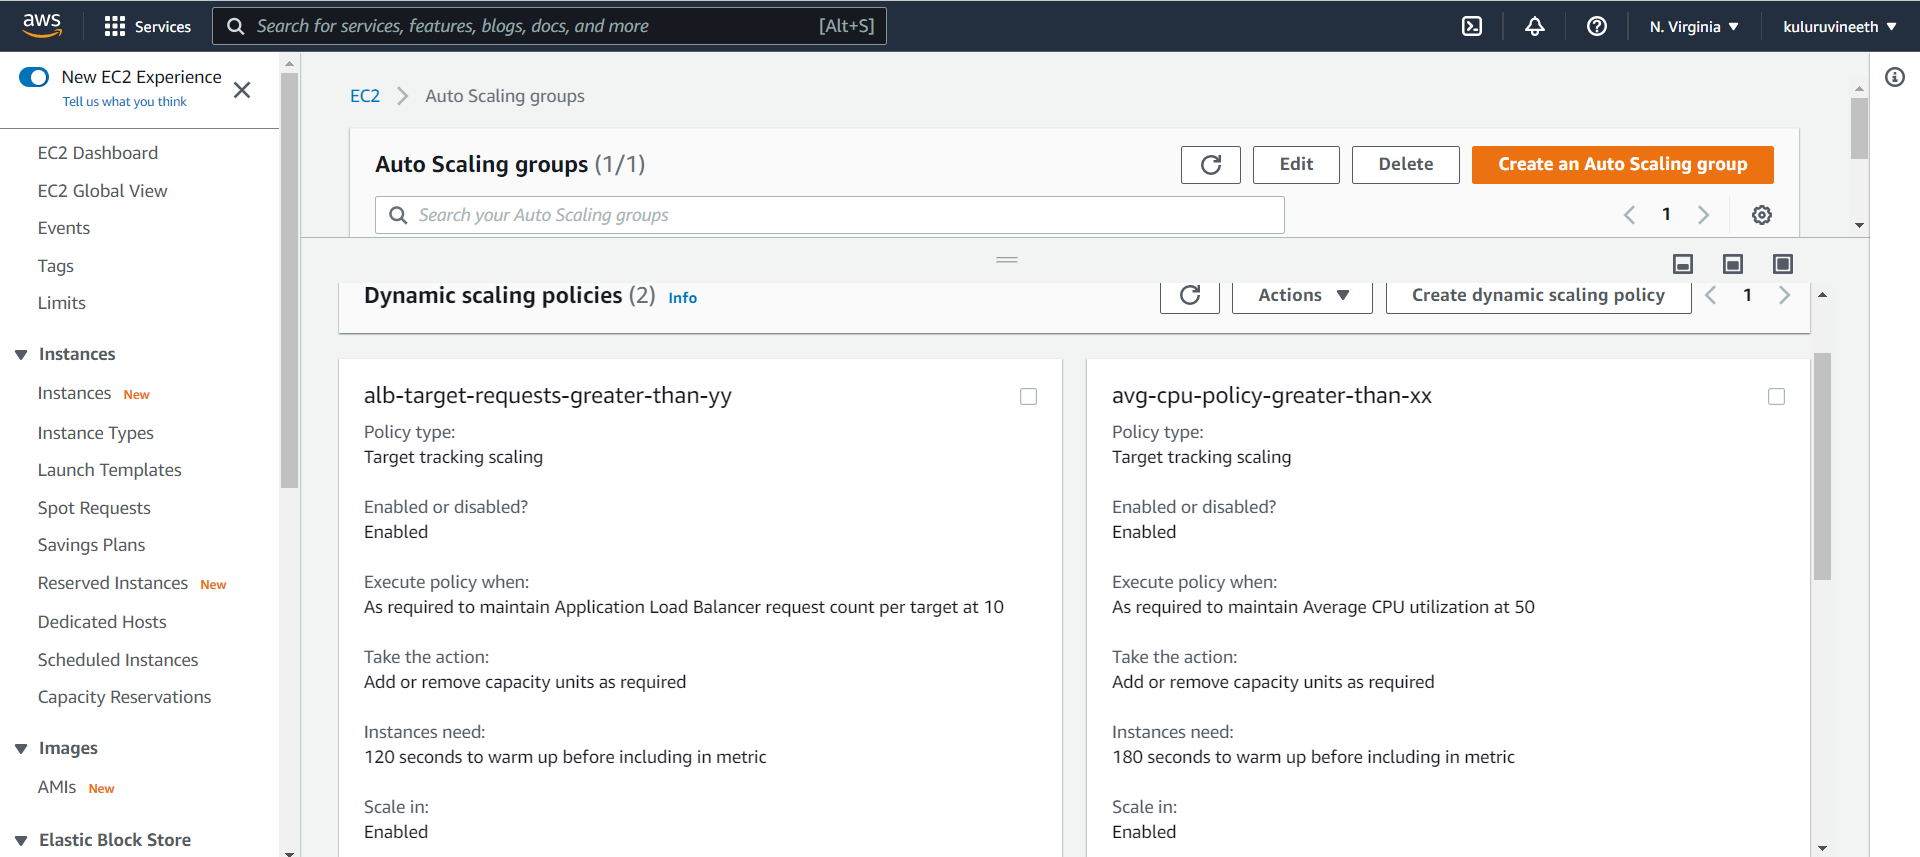 aws
Services
Search for services, features, blogs, docs, and more [Alt+S]
N. Virginia
kuluruvineeth
New EC2 Experience
Tell us what you think
EC2 Dashboard
EC2 Global View
Events
Tags
Limits
Instances
Instances New
Instance Types
Launch Templates
Spot Requests
Savings Plans
Reserved Instances New
Dedicated Hosts
Scheduled Instances
Capacity Reservations
Images
AMIs New
Elastic Block Store
EC2 > Auto Scaling groups
Auto Scaling groups (1/1)
Edit
Delete
Create an Auto Scaling group
Search your Auto Scaling groups
1
Dynamic scaling policies (2) Info
Actions
Create dynamic scaling policy
1
alb-target-requests-greater-than-yy
Policy type:
Target tracking scaling
Enabled or disabled?
Enabled
Execute policy when:
As required to maintain Application Load Balancer request count per target at 10
Take the action:
Add or remove capacity units as required
Instances need:
120 seconds to warm up before including in metric
Scale in:
Enabled
avg-cpu-policy-greater-than-xx
Policy type:
Target tracking scaling
Enabled or disabled?
Enabled
Execute policy when:
As required to maintain Average CPU utilization at 50
Take the action:
Add or remove capacity units as required
Instances need:
180 seconds to warm up before including in metric
Scale in:
Enabled